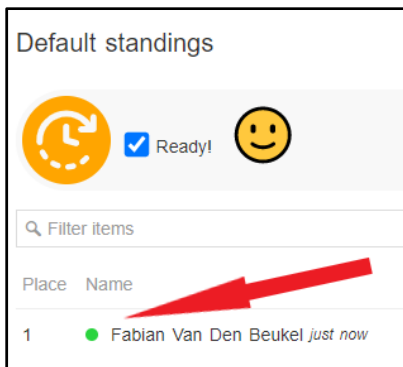 Default standings
Ready!
Filter items
Place Name
1 Fabian Van Den Beukel just now